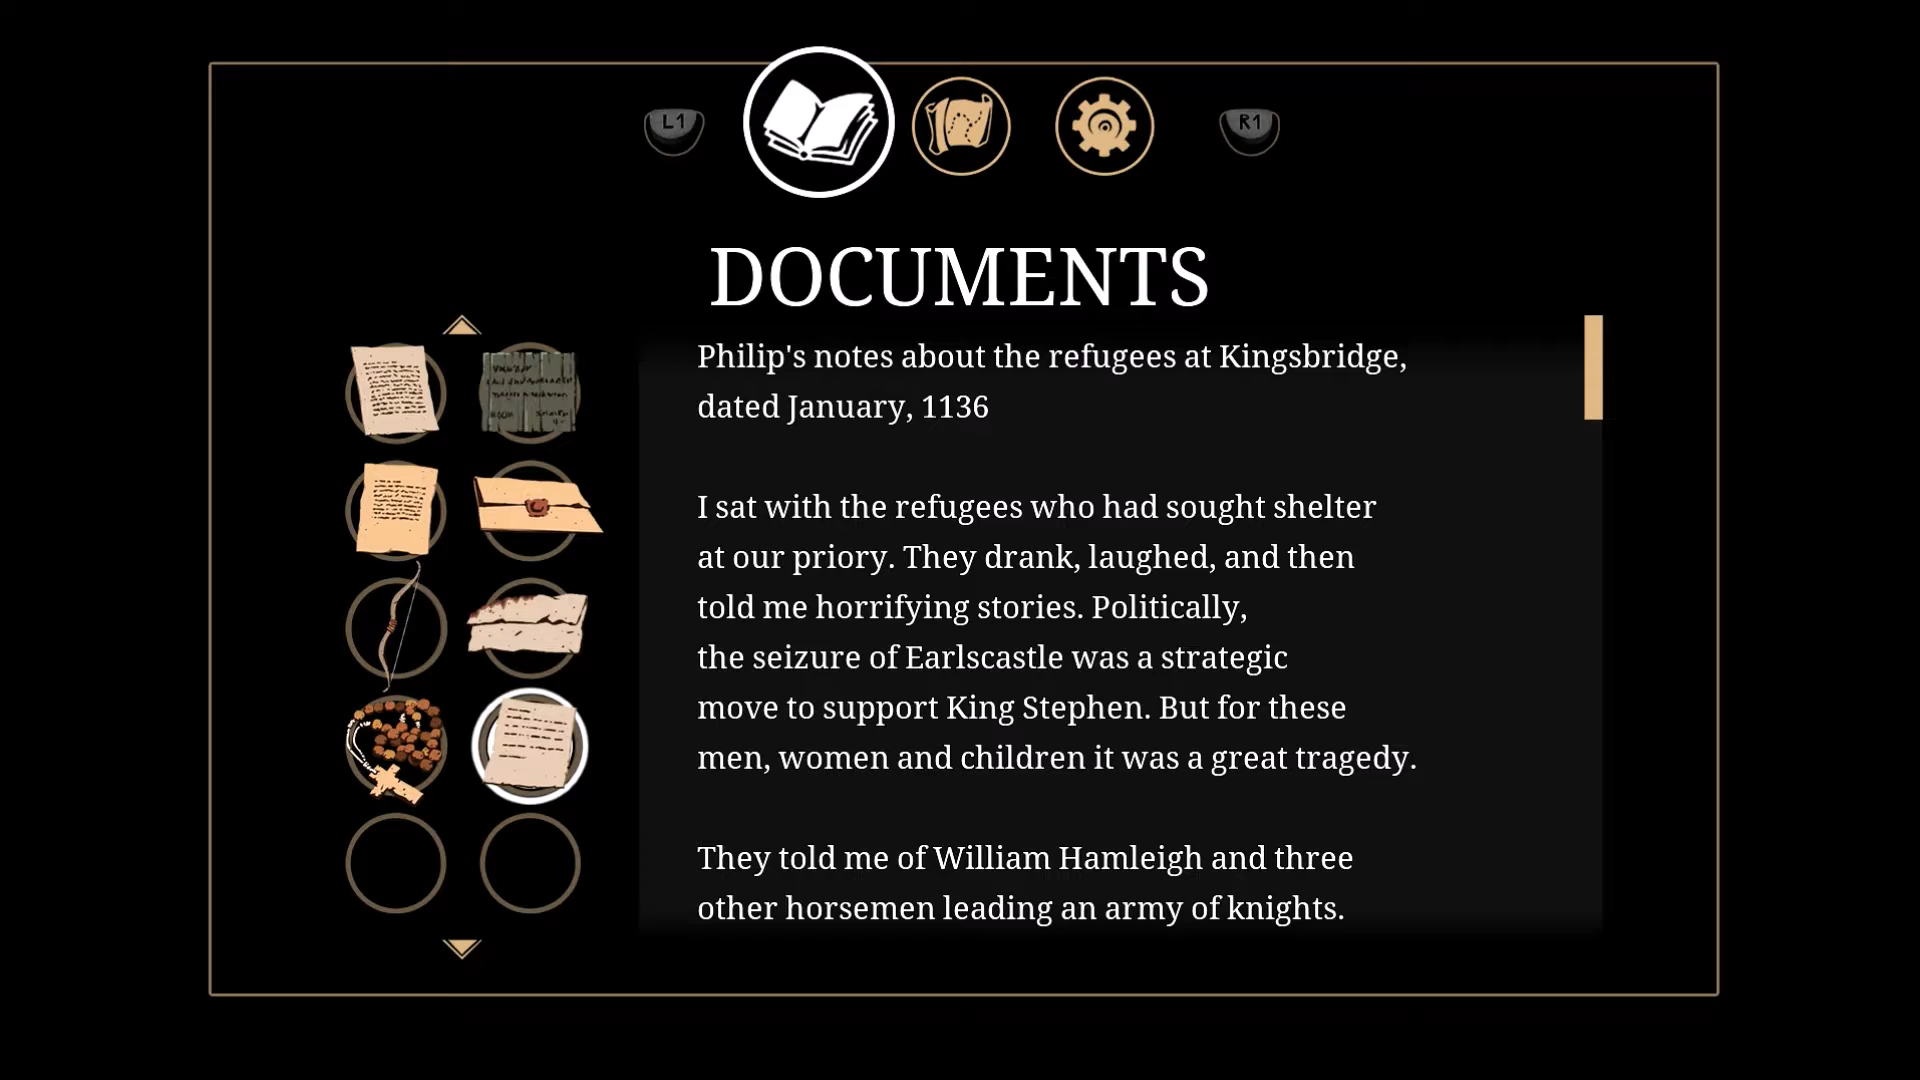 L1
R1
DOCUMENTS
Philip's notes about the refugees at Kingsbridge,
dated January, 1136
I sat with the refugees who had sought shelter
at our priory. They drank, laughed, and then
told me horrifying stories. Politically,
the seizure of Earlscastle was a strategic
move to support King Stephen. But for these
men, women and children it was a great tragedy.
They told me of William Hamleigh and three
other horsemen leading an army of knights.